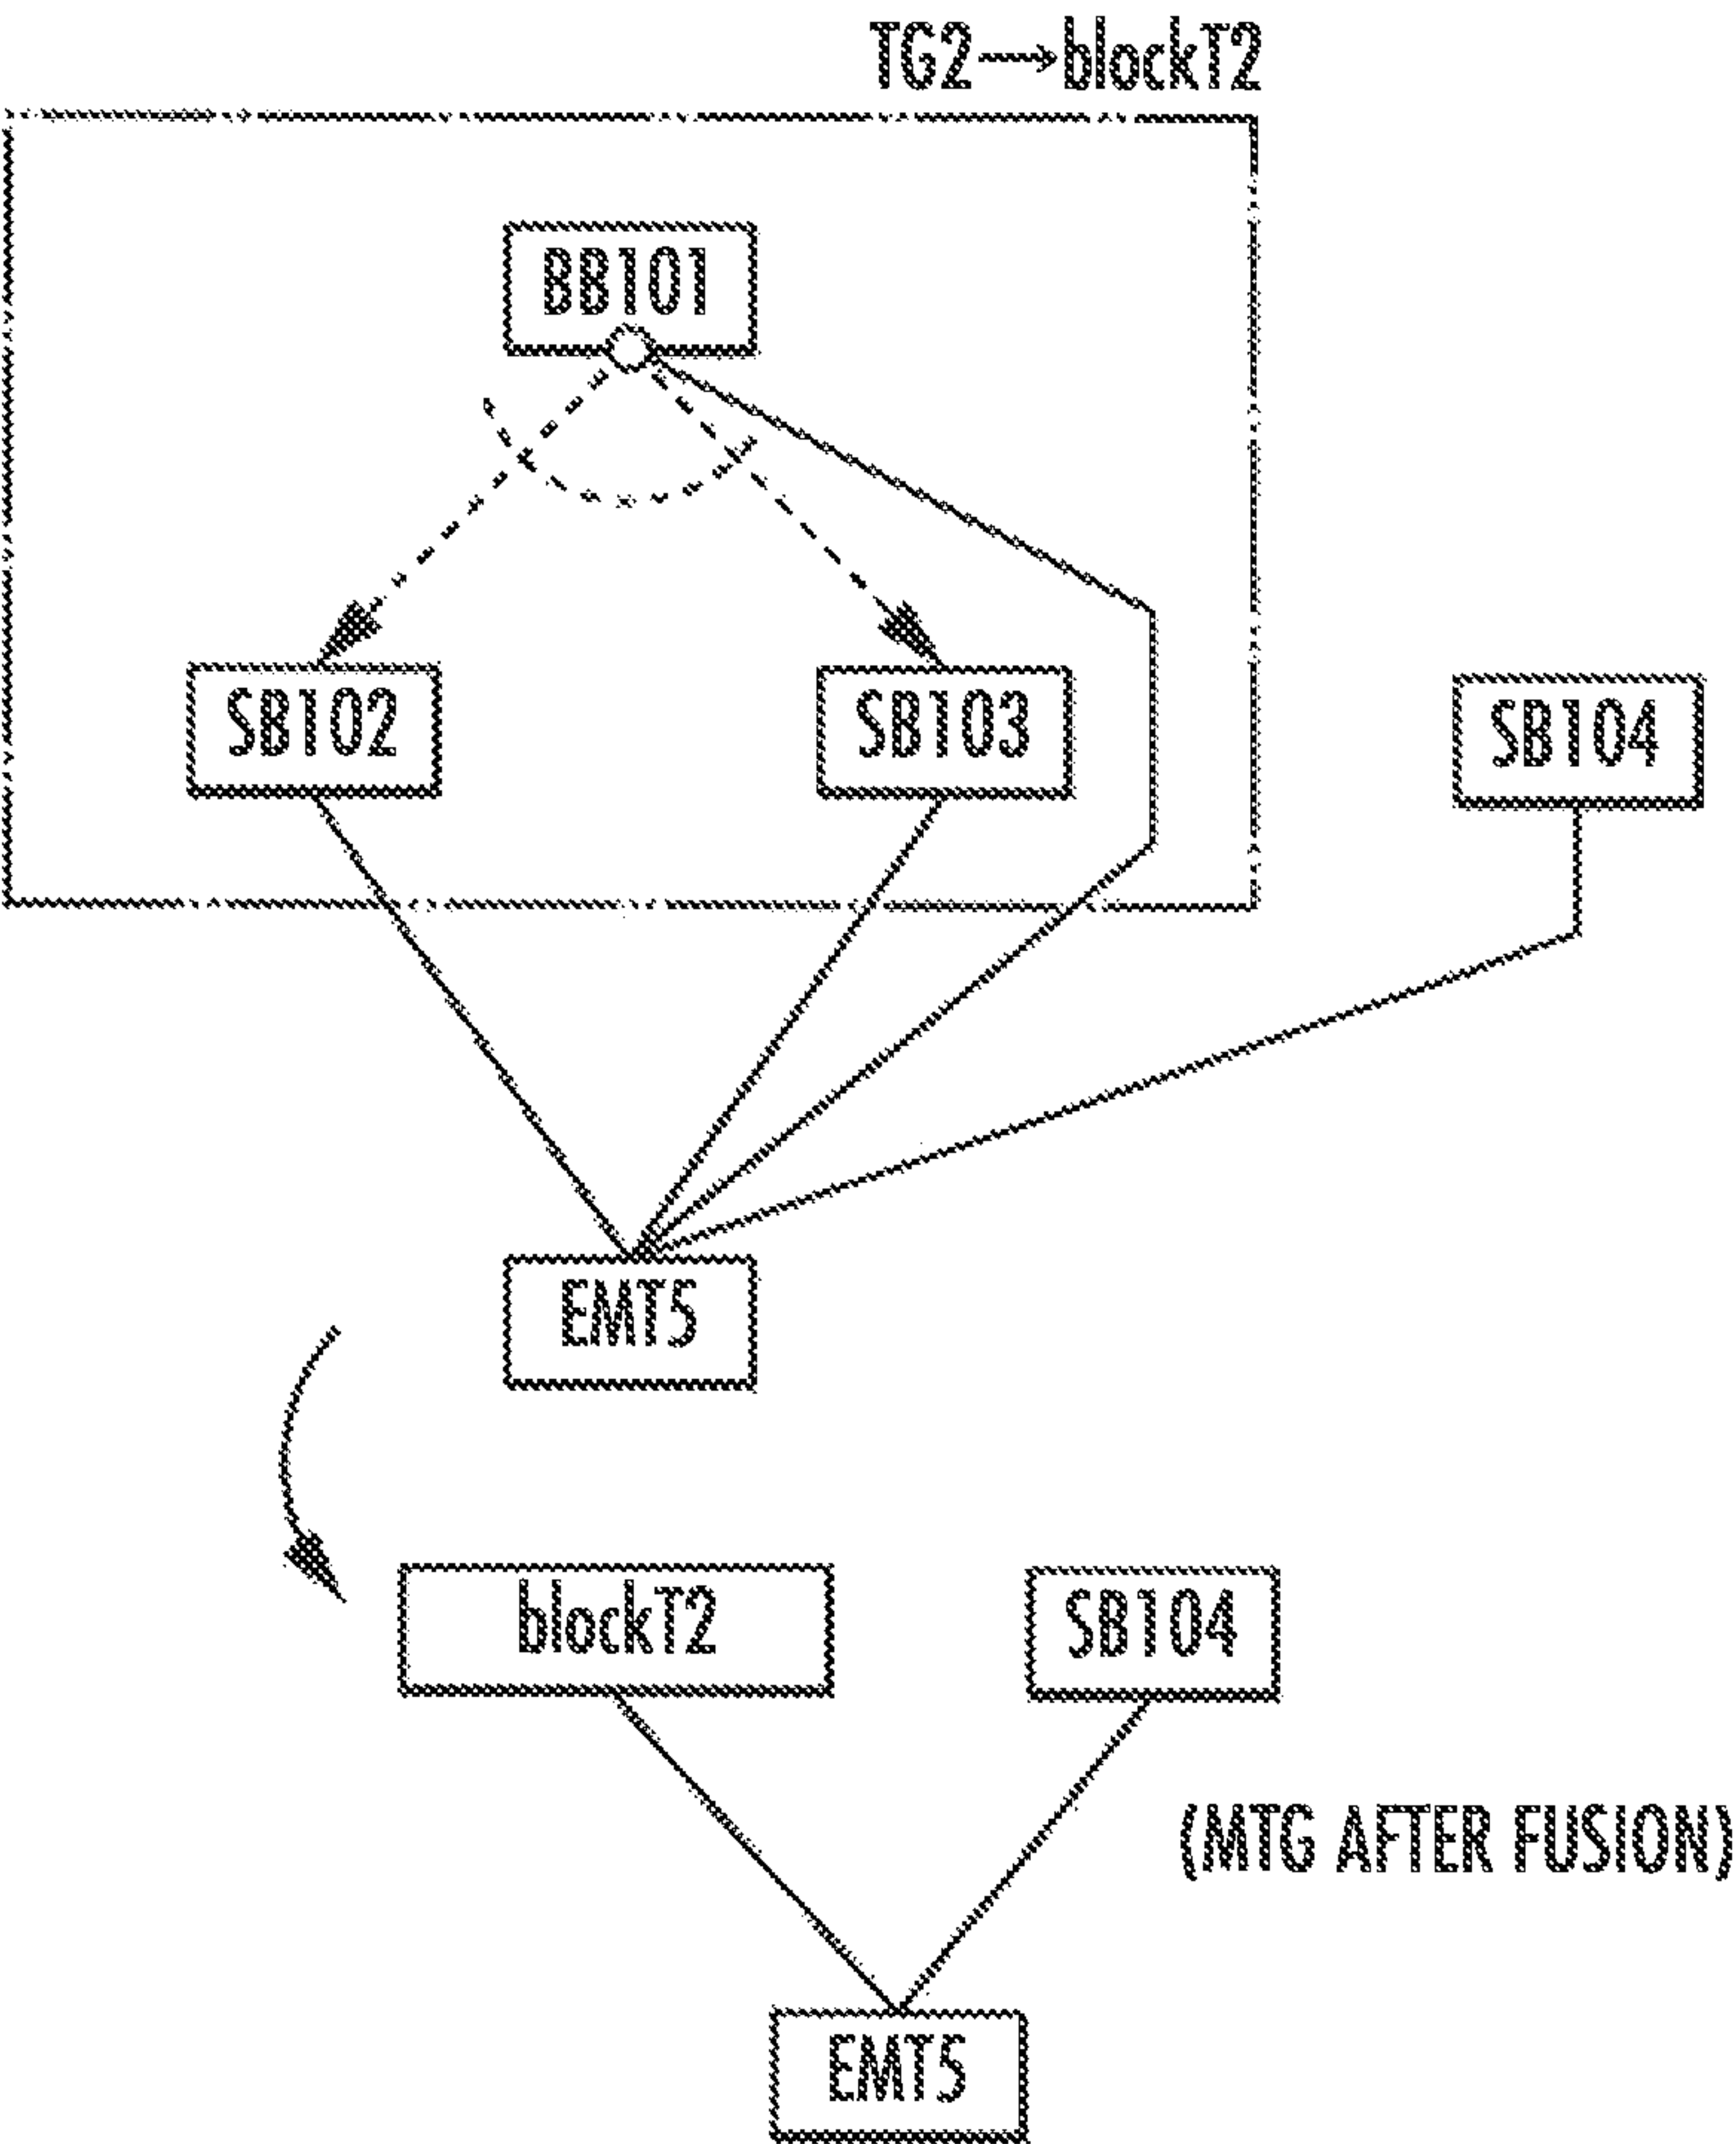 TG2→blockT2
BB101
SB102
SB103
SB104
EMT5
blockT2
SB104
(MTG AFTER FUSION)
EMT5